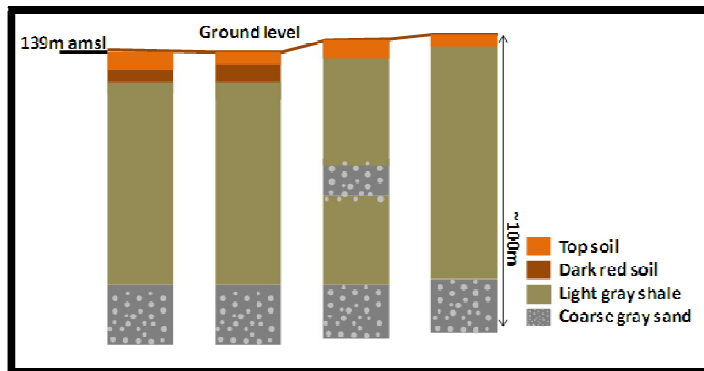 139m amsl
Ground level
~100m
Top soil
Dark red soil
Light gray shale
Coarse gray sand